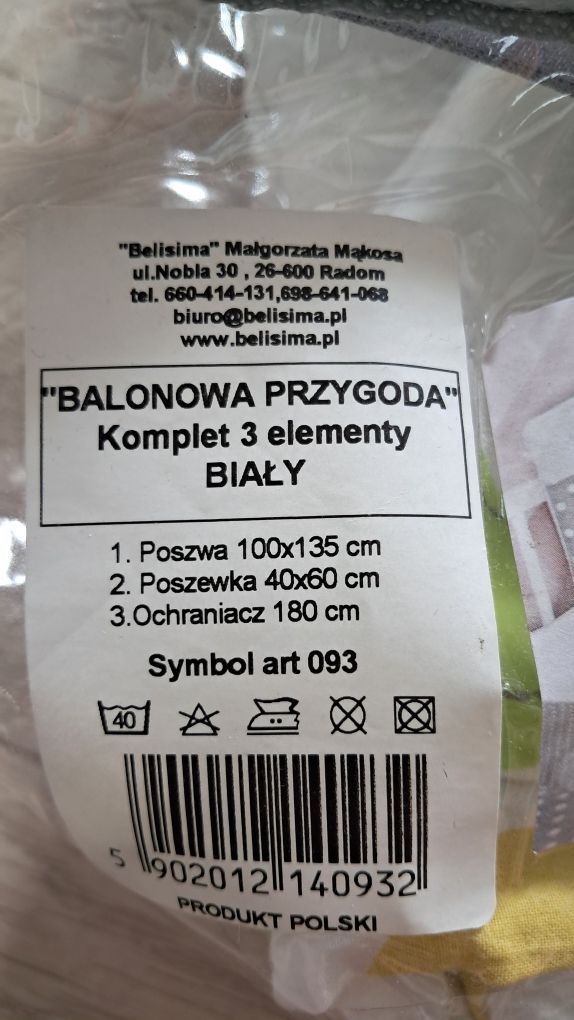 "Belisima" Małgorzata Mąkosa
ul.Nobla 30 , 26-600 Radom
tel. 660-414-131,698-641-068
biuro@belisima.pl
www.belisima.pl
"BALONOWA PRZYGODA"
Komplet 3 elementy
BIAŁY
1. Poszwa 100x135 cm
2. Poszewka 40x60 cm
3.Ochraniacz 180 cm
Symbol art 093
40
5 902012 140932
PRODUKT POLSKI